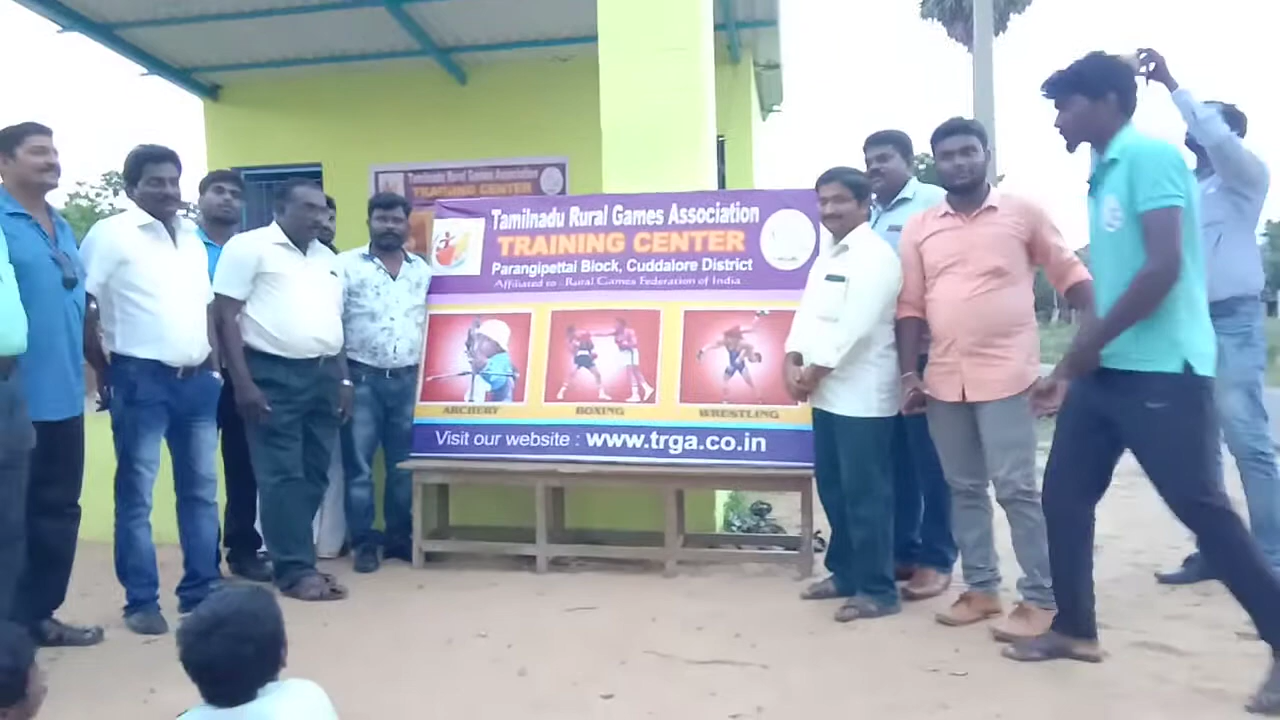 Tamilnadu Rural Games Association
TRAINING CENTER
Tamilnadu Rural Games Association
TRAINING CENTER
Parangipettai Block, Cuddalore District
Affiliated to : Rural Games Federation of India
ARCHERY
BOXING
WRESTLING
Visit our website : www.trga.co.in